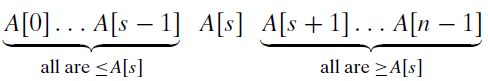 A[0] . . . A[s − 1] A[s] A[s + 1] . . . A[n − 1]
all are ≤A[s] all are ≥A[s]